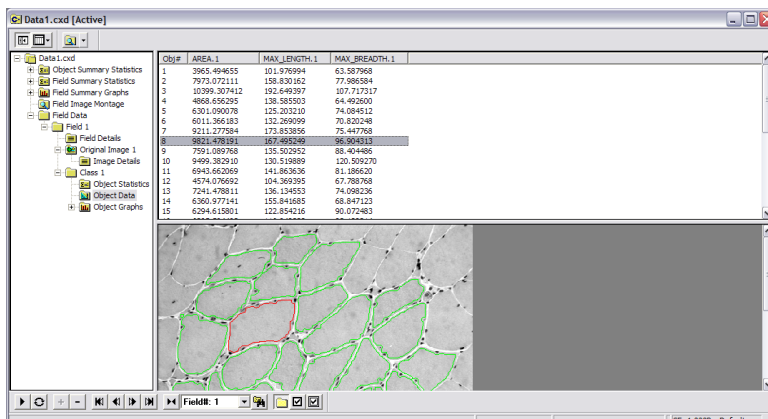 Data1.cxd [Active]
Data1.cxd
Object Summary Statistics
Field Summary Statistics
Field Summary Graphs
Field Image Montage
Field Data
Field 1
Field Details
Original Image 1
Image Details
Class 1
Object Statistics
Object Data
Object Graphs
Obj# AREA.1 MAX_LENGTH.1 MAX_BREADTH.1
1 3965.494655 101.976994 63.587968
2 7973.072111 158.830162 77.986584
3 10399.307412 192.649397 107.717317
4 4868.656295 138.585503 64.492600
5 6301.090078 125.203210 74.084512
6 6011.366183 132.269099 70.820248
7 9211.277584 173.853856 75.447768
8 9821.478191 167.495249 96.904313
9 7591.089768 135.502952 88.404486
10 9499.382910 130.519889 120.509270
11 6943.662069 141.863636 81.186620
12 4574.076692 104.369395 67.788768
13 7241.478811 136.134553 74.098236
14 6360.977141 155.841685 68.847123
15 6294.615801 122.854216 90.072483
Field#: 1